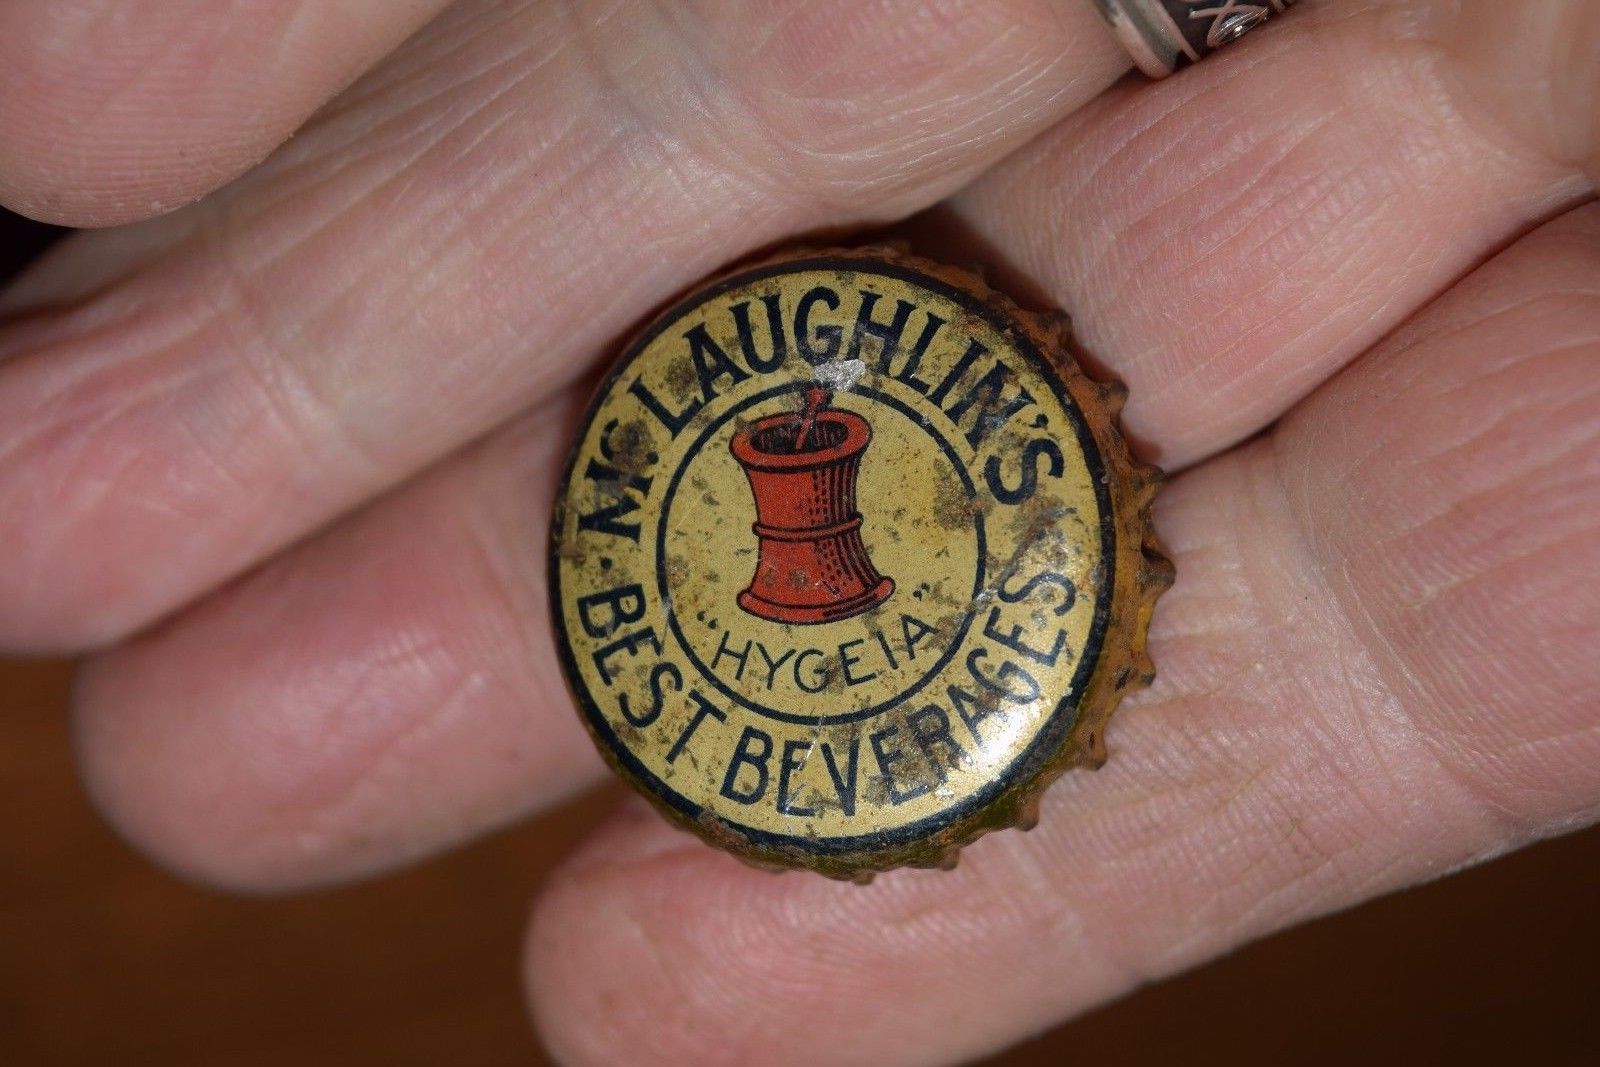 Mc LAUGHLIN'S
"HYGEIA"
· BEST BEVERAGES ·